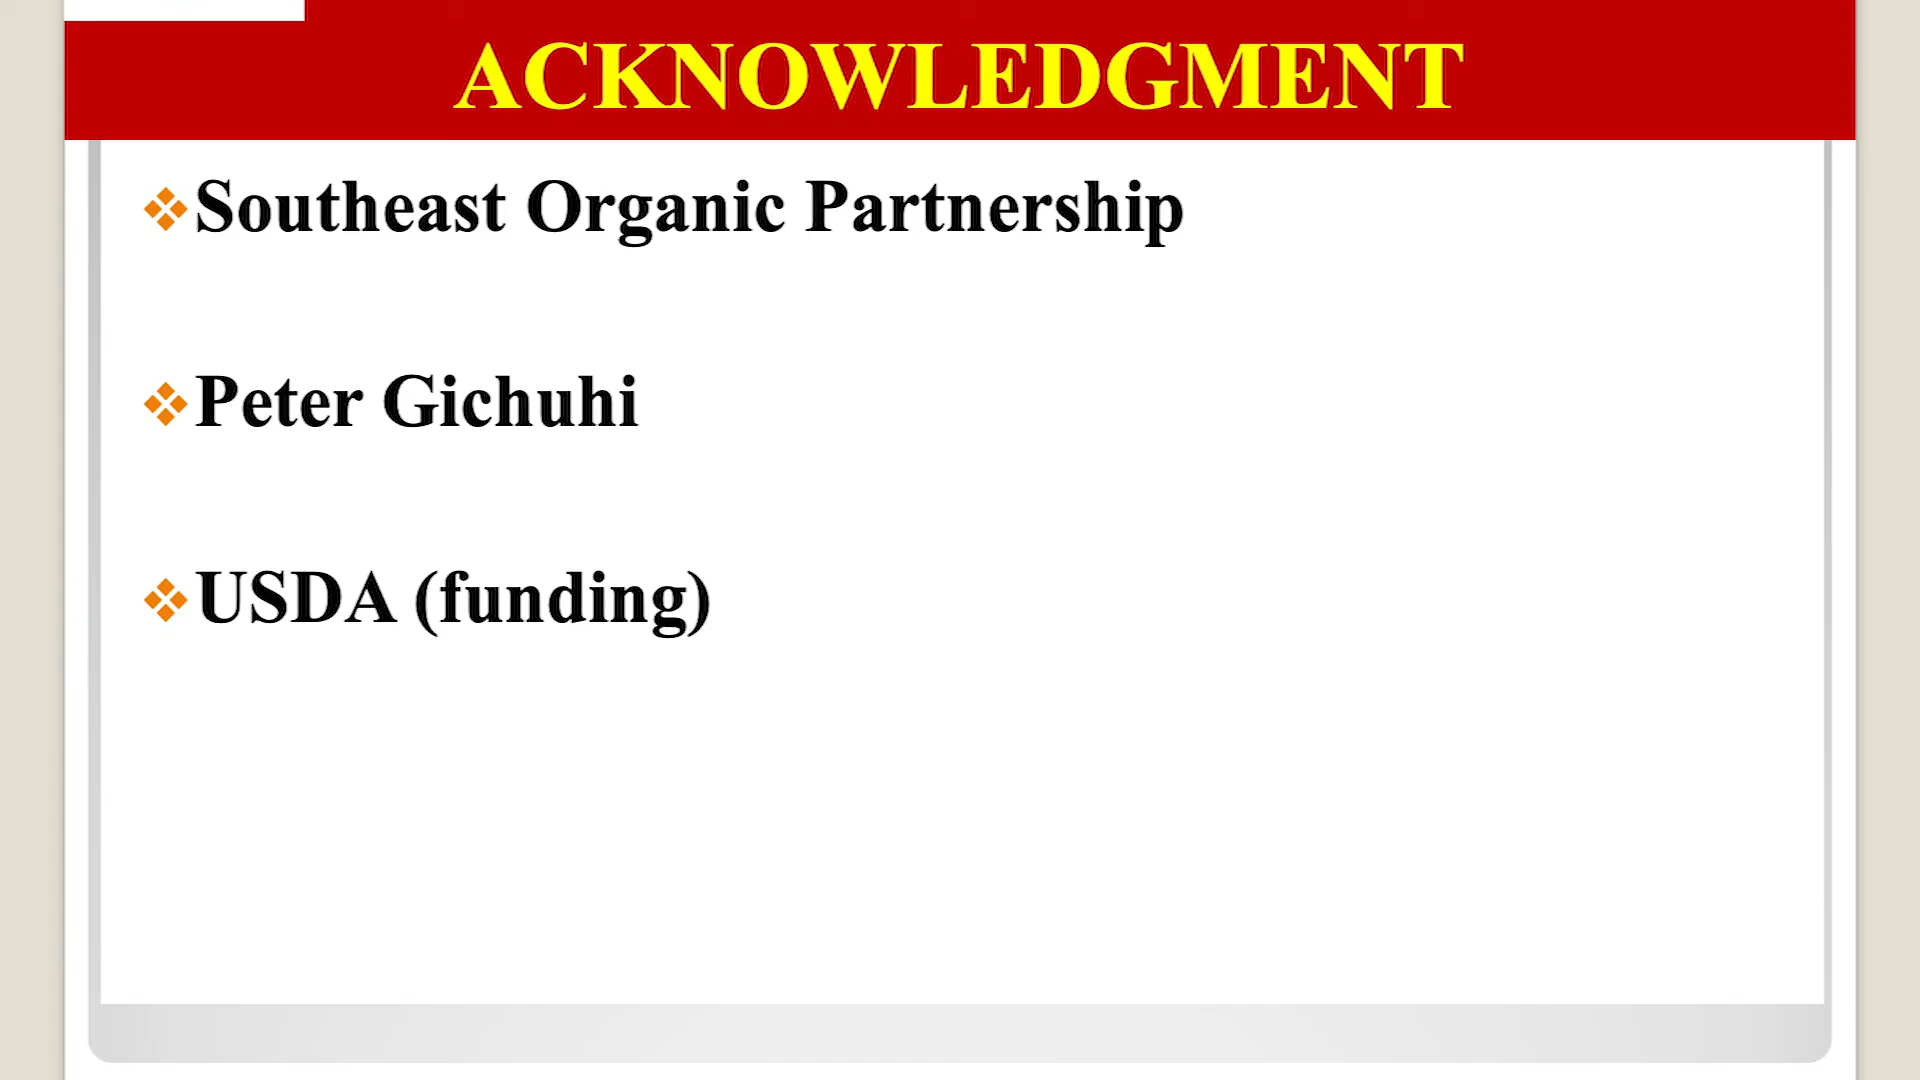 ACKNOWLEDGMENT
❖Southeast Organic Partnership
❖Peter Gichuhi
❖USDA (funding)